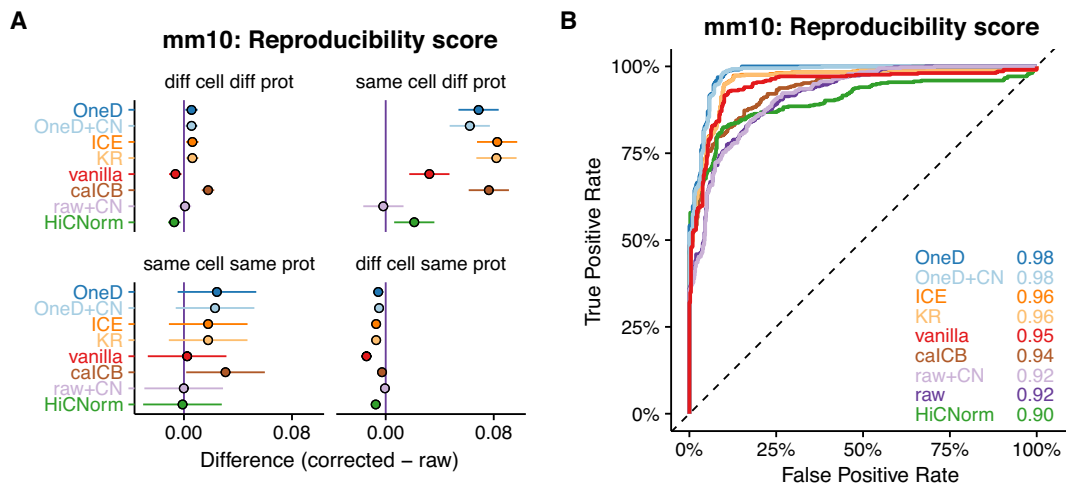 A
mm10: Reproducibility score
diff cell diff prot
same cell diff prot
OneD
OneD+CN
ICE
KR
vanilla
caICB
raw+CN
HiCNorm
same cell same prot
diff cell same prot
OneD
OneD+CN
ICE
KR
vanilla
caICB
raw+CN
HiCNorm
0.00
0.08
0.00
0.08
Difference (corrected − raw)
B
mm10: Reproducibility score
100%
75%
50%
25%
0%
True Positive Rate
OneD 0.98
OneD+CN 0.98
ICE 0.96
KR 0.96
vanilla 0.95
caICB 0.94
raw+CN 0.92
raw 0.92
HiCNorm 0.90
0%
25%
50%
75%
100%
False Positive Rate